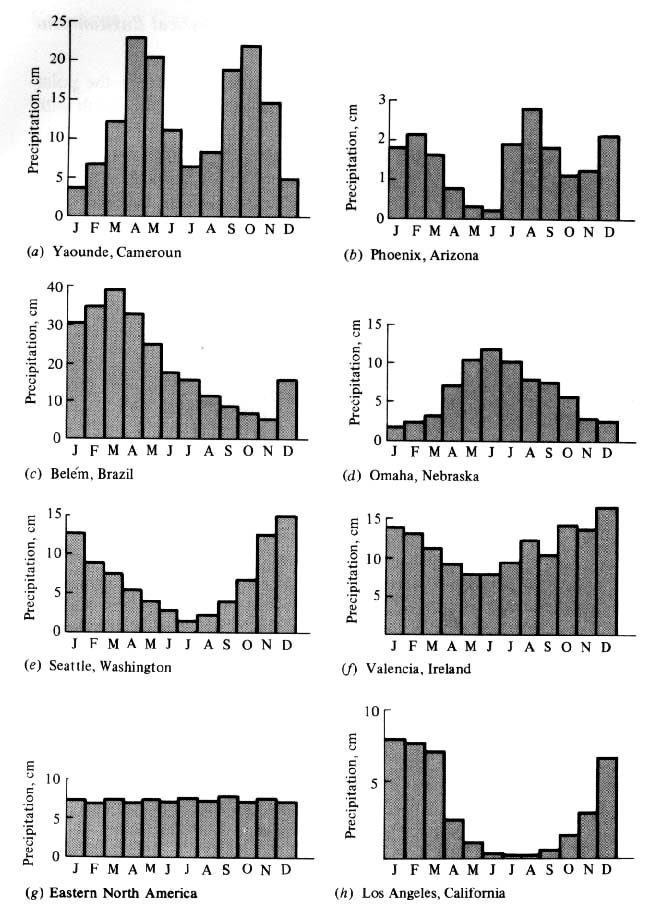 25
20
15
10
5
0
Precipitation, cm
J F M A M J J A S O N D
(a) Yaounde, Cameroun
3
2
1
0
Precipitation, cm
J F M A M J J A S O N D
(b) Phoenix, Arizona
40
30
20
10
0
Precipitation, cm
J F M A M J J A S O N D
(c) Belém, Brazil
15
10
5
0
Precipitation, cm
J F M A M J J A S O N D
(d) Omaha, Nebraska
15
10
5
0
Precipitation, cm
J F M A M J J A S O N D
(e) Seattle, Washington
15
10
5
Precipitation, cm
J F M A M J J A S O N D
(f) Valencia, Ireland
10
5
0
Precipitation, cm
J F M A M J J A S O N D
(g) Eastern North America
10
5
Precipitation, cm
J F M A M J J A S O N D
(h) Los Angeles, California